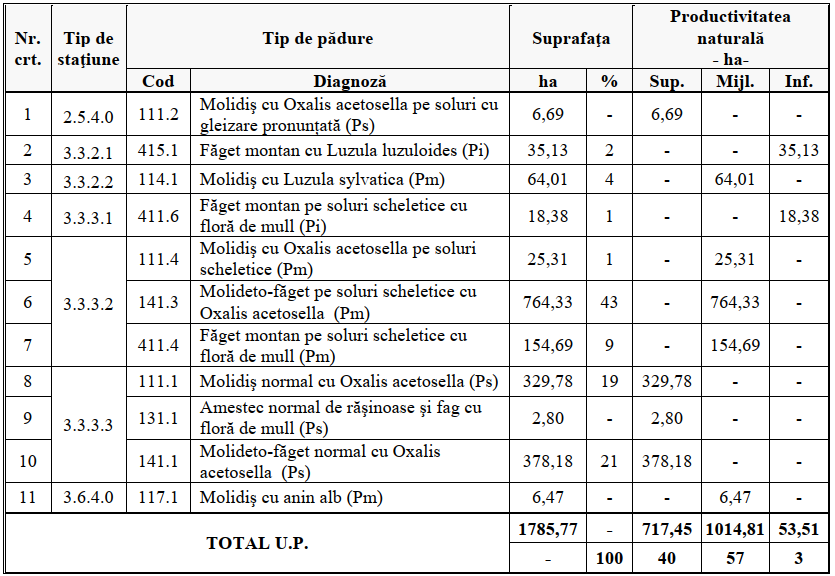 Nr. crt. | Tip de staţiune | Tip de pădure | Suprafaţa | Productivitatea naturală - ha-
Cod | Diagnoză | ha | % | Sup. | Mijl. | Inf.
1 | 2.5.4.0 | 111.2 | Molidiş cu Oxalis acetosella pe soluri cu gleizare pronunţată (Ps) | 6,69 | - | 6,69 | - | -
2 | 3.3.2.1 | 415.1 | Făget montan cu Luzula luzuloides (Pi) | 35,13 | 2 | - | - | 35,13
3 | 3.3.2.2 | 114.1 | Molidiş cu Luzula sylvatica (Pm) | 64,01 | 4 | - | 64,01 | -
4 | 3.3.3.1 | 411.6 | Făget montan pe soluri scheletice cu floră de mull (Pi) | 18,38 | 1 | - | - | 18,38
5 | 3.3.3.2 | 111.4 | Molidiş cu Oxalis acetosella pe soluri scheletice (Pm) | 25,31 | 1 | - | 25,31 | -
6 | 141.3 | Molideto-făget pe soluri scheletice cu Oxalis acetosella (Pm) | 764,33 | 43 | - | 764,33 | -
7 | 411.4 | Făget montan pe soluri scheletice cu floră de mull (Pm) | 154,69 | 9 | - | 154,69 | -
8 | 3.3.3.3 | 111.1 | Molidiş normal cu Oxalis acetosella (Ps) | 329,78 | 19 | 329,78 | - | -
9 | 131.1 | Amestec normal de răşinoase şi fag cu floră de mull (Ps) | 2,80 | - | 2,80 | - | -
10 | 141.1 | Molideto-făget normal cu Oxalis acetosella (Ps) | 378,18 | 21 | 378,18 | - | -
11 | 3.6.4.0 | 117.1 | Molidiş cu anin alb (Pm) | 6,47 | - | - | 6,47 | -
TOTAL U.P. | 1785,77 | - | 717,45 | 1014,81 | 53,51
- | 100 | 40 | 57 | 3